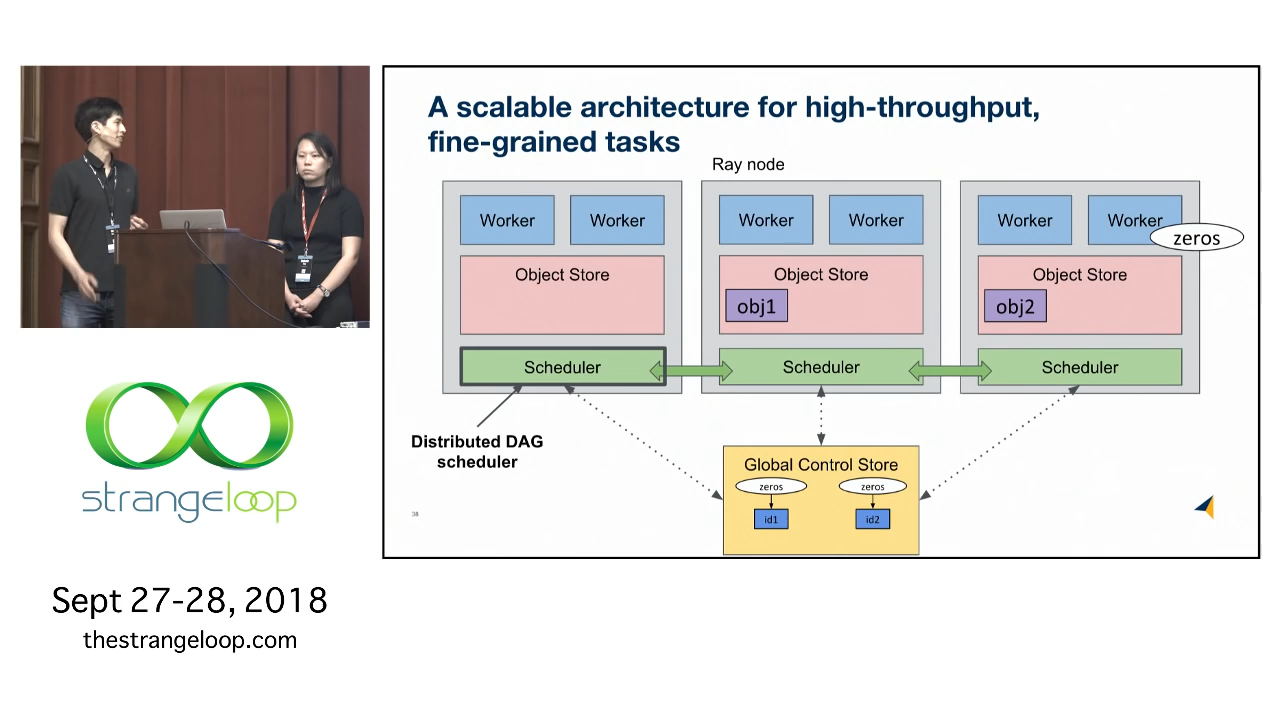 A scalable architecture for high-throughput,
fine-grained tasks
Ray node
Worker
Worker
Worker
Worker
Worker
Worker
zeros
Object Store
Object Store
Object Store
obj1
obj2
Scheduler
Scheduler
Scheduler
Distributed DAG
scheduler
Global Control Store
zeros
zeros
id1
id2
38
strangeloop
Sept 27-28, 2018
thestrangeloop.com